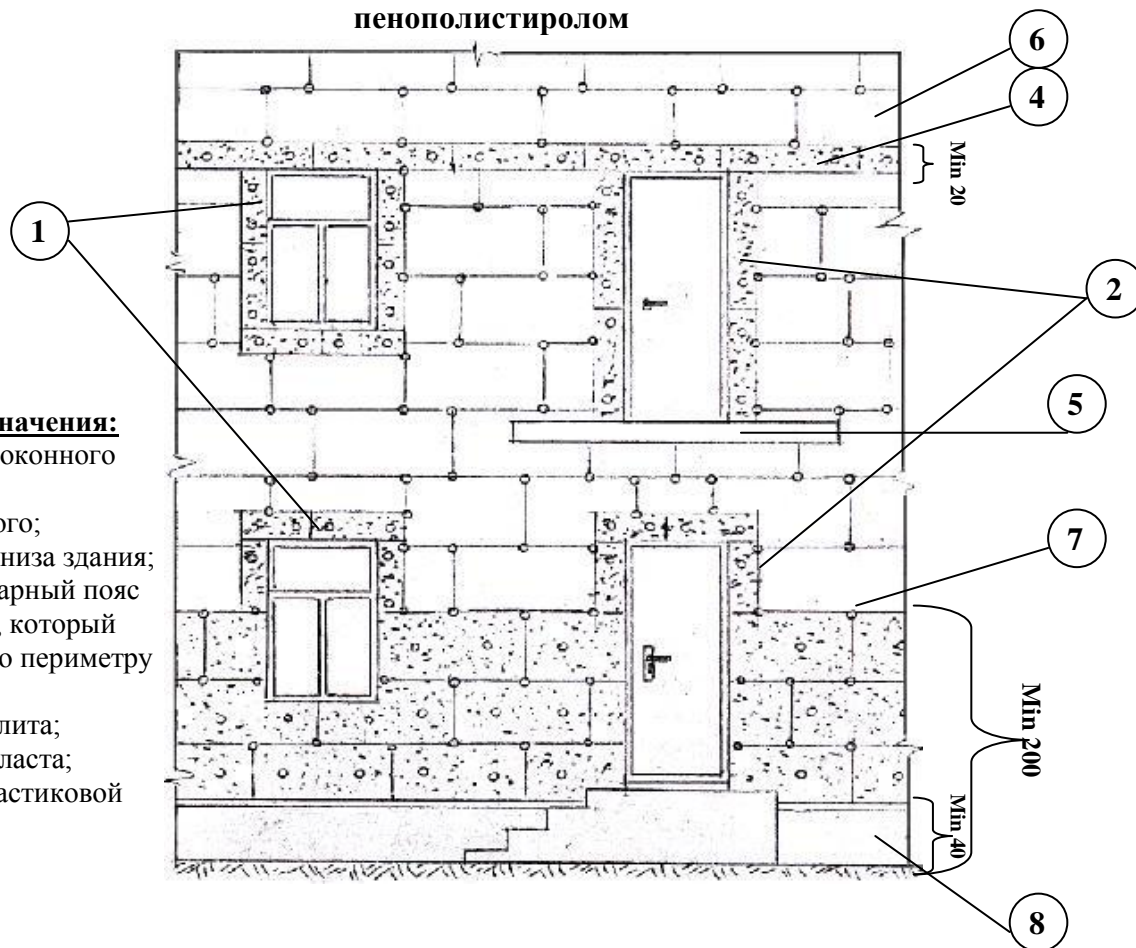 пенополистиролом
6
4
Min 20
1
2
5
начения:
оконного
ого;
низа здания;
арный пояс
, который
о периметру
лита;
ласта;
астиковой
7
Min 200
Min 40
8